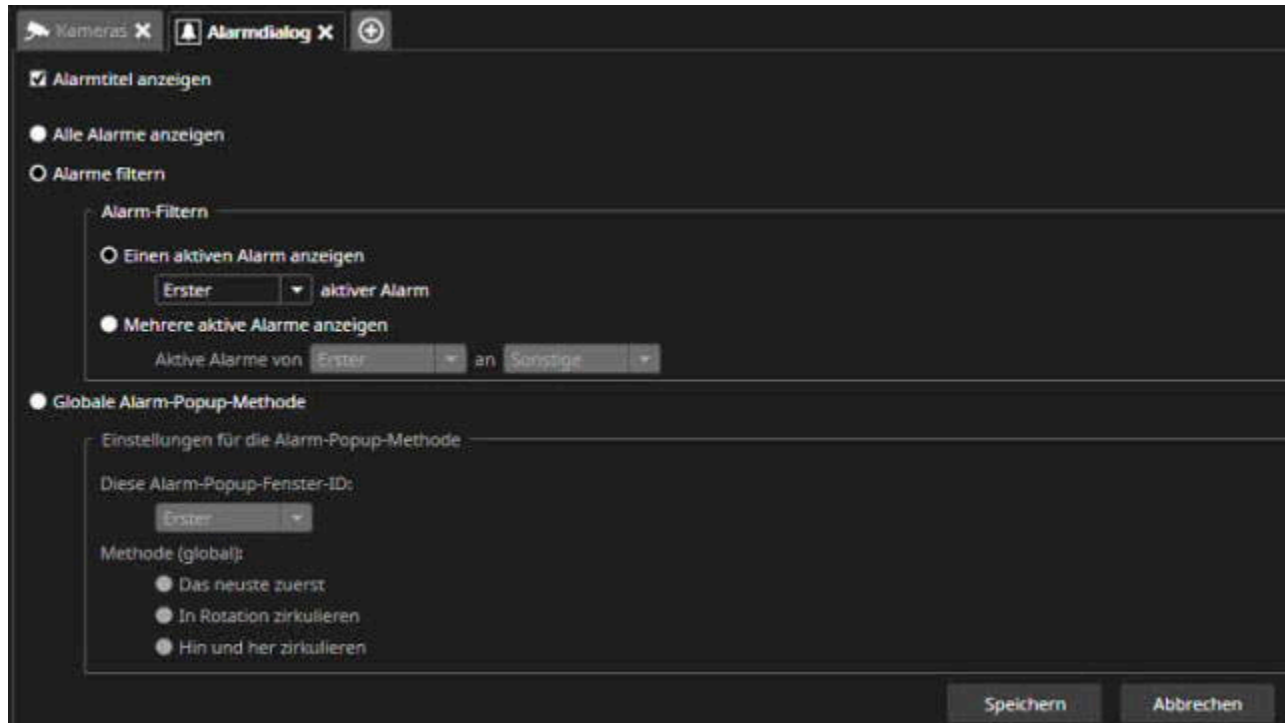 Kameras Alarmdialog
Alarmtitel anzeigen
Alle Alarme anzeigen
Alarme filtern
Alarm-Filtern
Einen aktiven Alarm anzeigen
Erster aktiver Alarm
Mehrere aktive Alarme anzeigen
Aktive Alarme von Erster an Sonstige
Globale Alarm-Popup-Methode
Einstellungen für die Alarm-Popup-Methode
Diese Alarm-Popup-Fenster-ID:
Erster
Methode (global):
Das neuste zuerst
In Rotation zirkulieren
Hin und her zirkulieren
Speichern Abbrechen